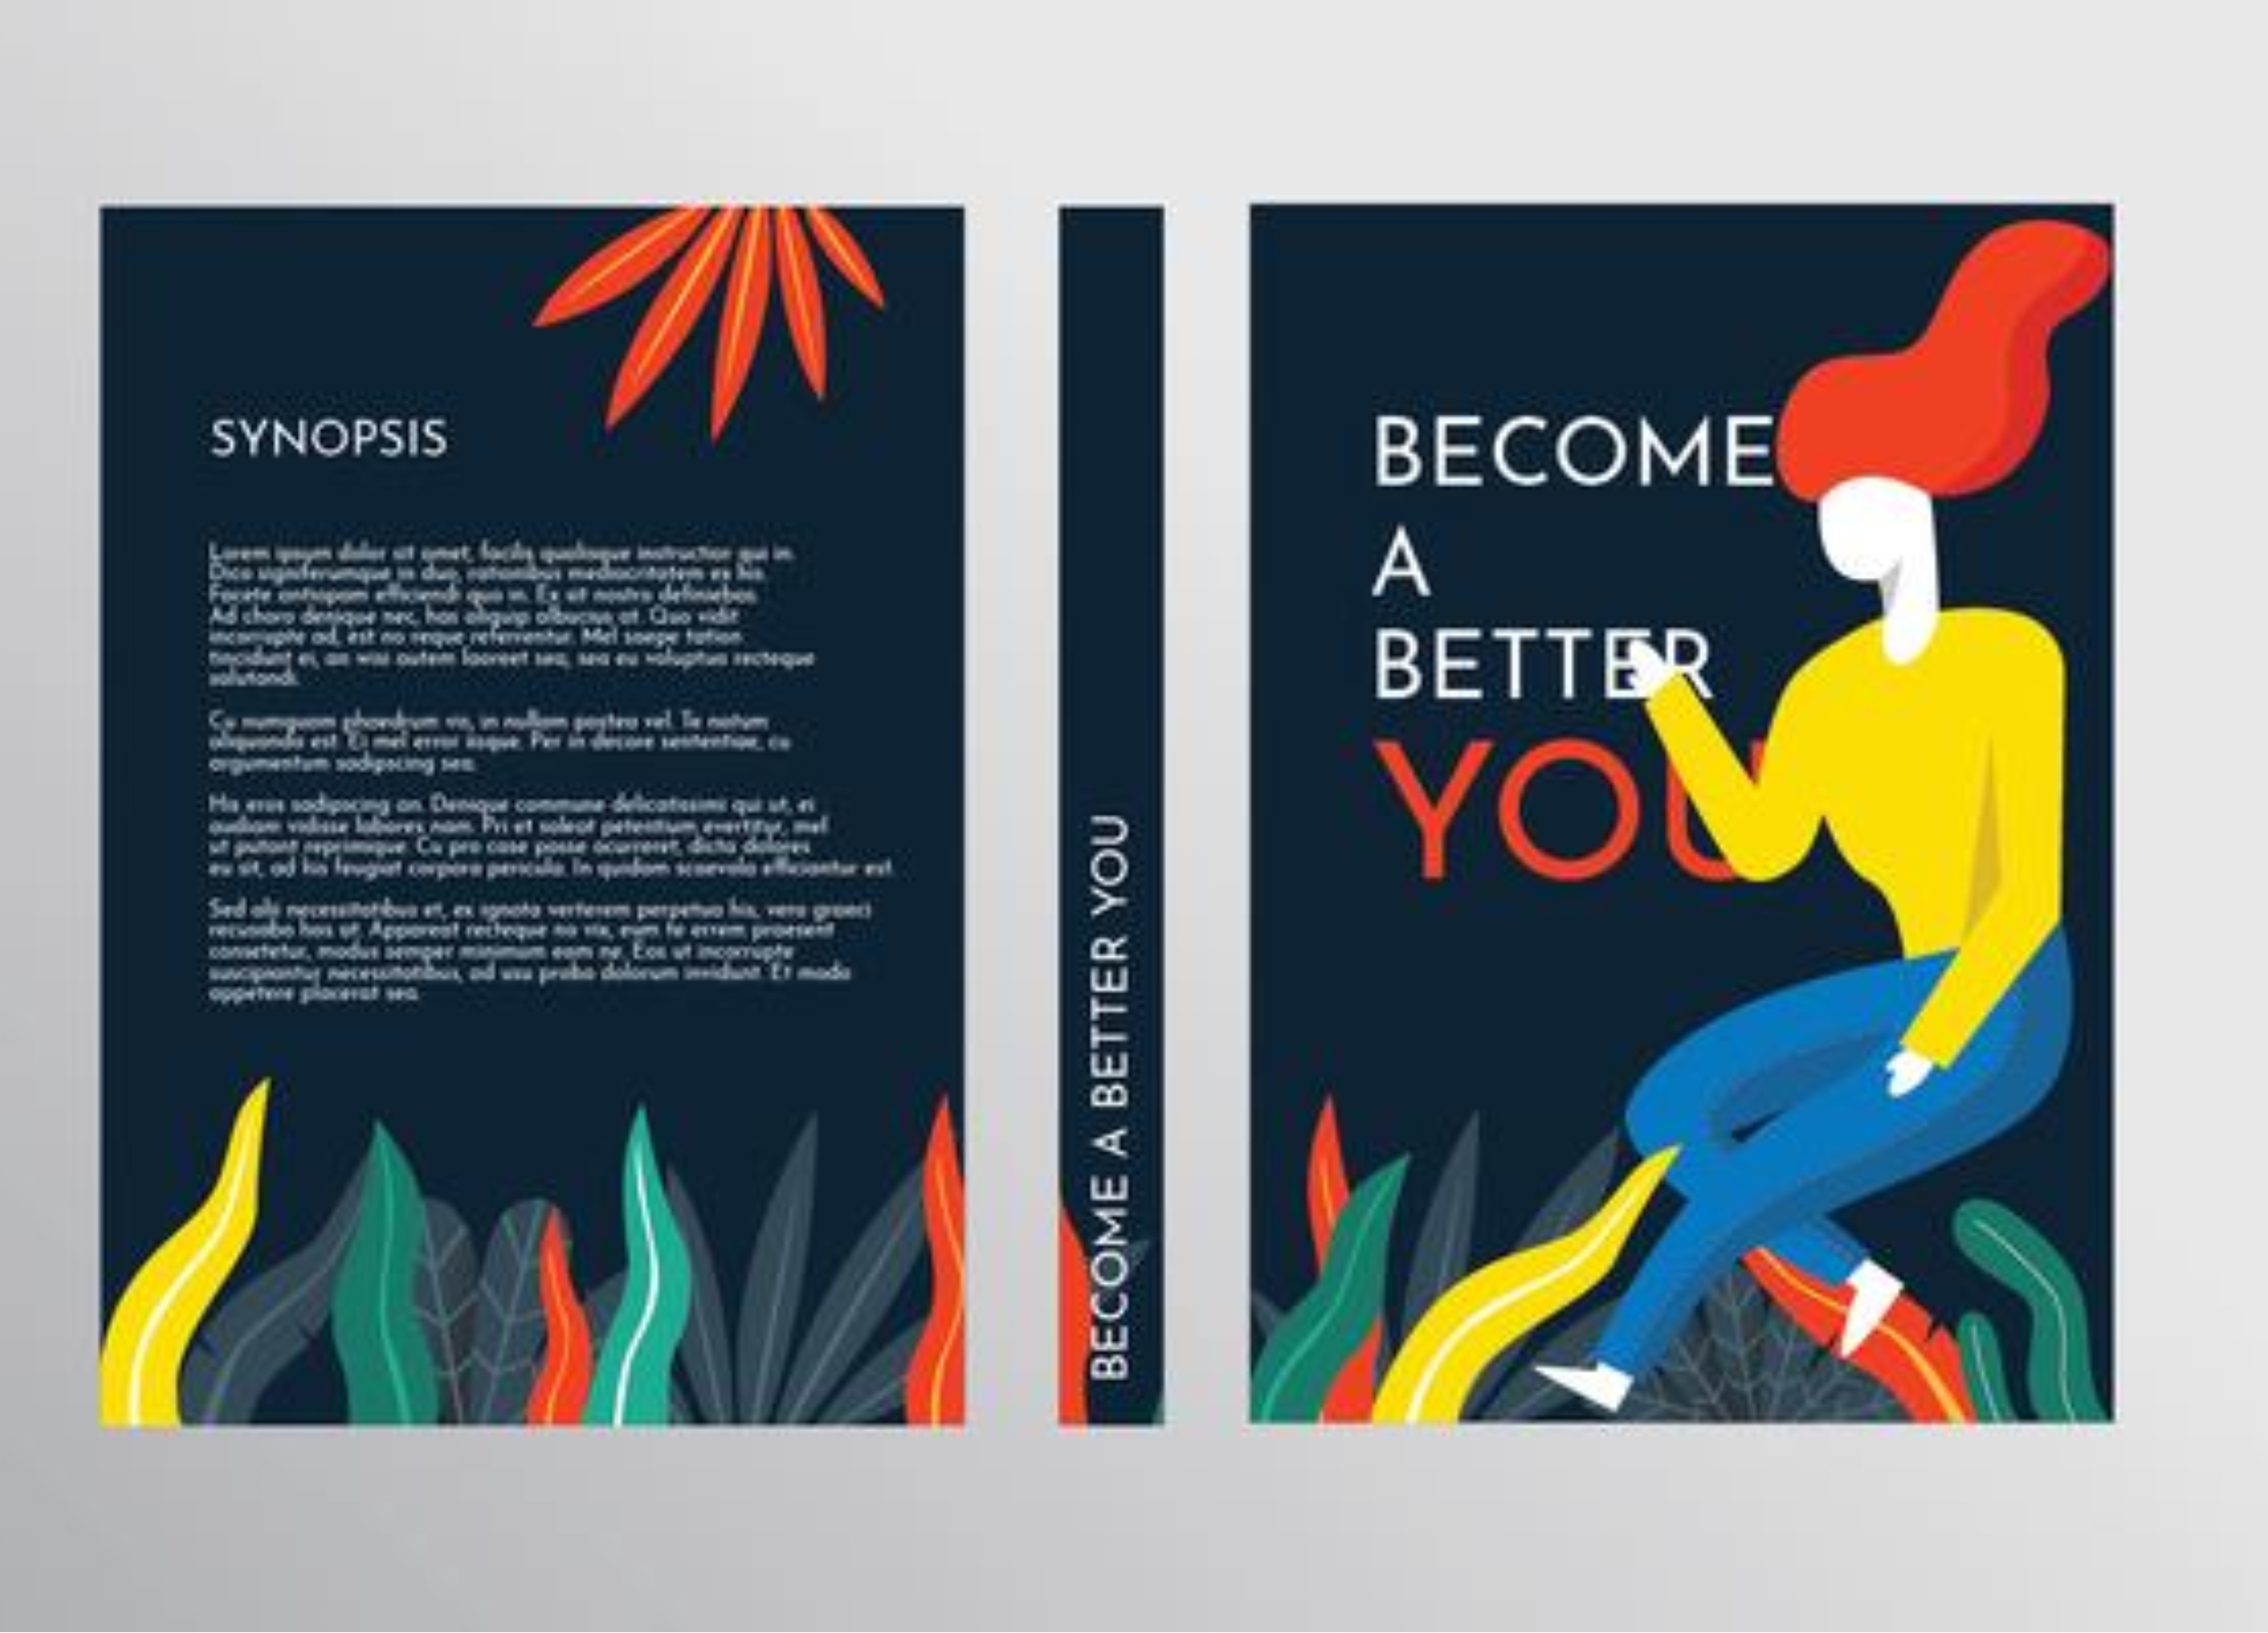 SYNOPSIS
Lorem ipsum dolor sit amet, facilis qualisque instructior qui in.
Dico signiferumque in duo, rationibus mediocritatem ex his.
Facete antiopam efficiendi quo in. Ex sit nostro definiebas.
Ad choro denique nec, has aliquip albucius at. Quo vidit
incorrupte ad, est no reque referrentur. Mel saepe tation
tincidunt ei, an wisi autem laoreet sea, sea eu voluptua recteque
salutandi.
Cu numquam phaedrum vis, in nullam postea vel. Te natum
aliquando est. Ei mel error iisque. Per in decore sententiae, cu
argumentum sadipscing sea.
His eros sadipscing an. Denique commune delicatissimi qui ut, ei
audiam vidisse labores nam. Pri et soleat petentium evertitur, mel
ut putant reprimique. Cu pro case posse ocurreret, dicta dolores
eu sit, ad his feugiat corpora pericula. In quidam scaevola efficiantur est.
Sed alii necessitatibus et, ex ignota verterem perpetua his, vero graeci
recusabo has at. Appareat recteque no vix, eum te errem praesent
consetetur, modus semper minimum eam ne. Eos ut incorrupte
suscipiantur necessitatibus, ad usu probo dolorum invidunt. Et modo
appetere placerat sea.
BECOME A BETTER YOU
BECOME
A
BETTER
YOU